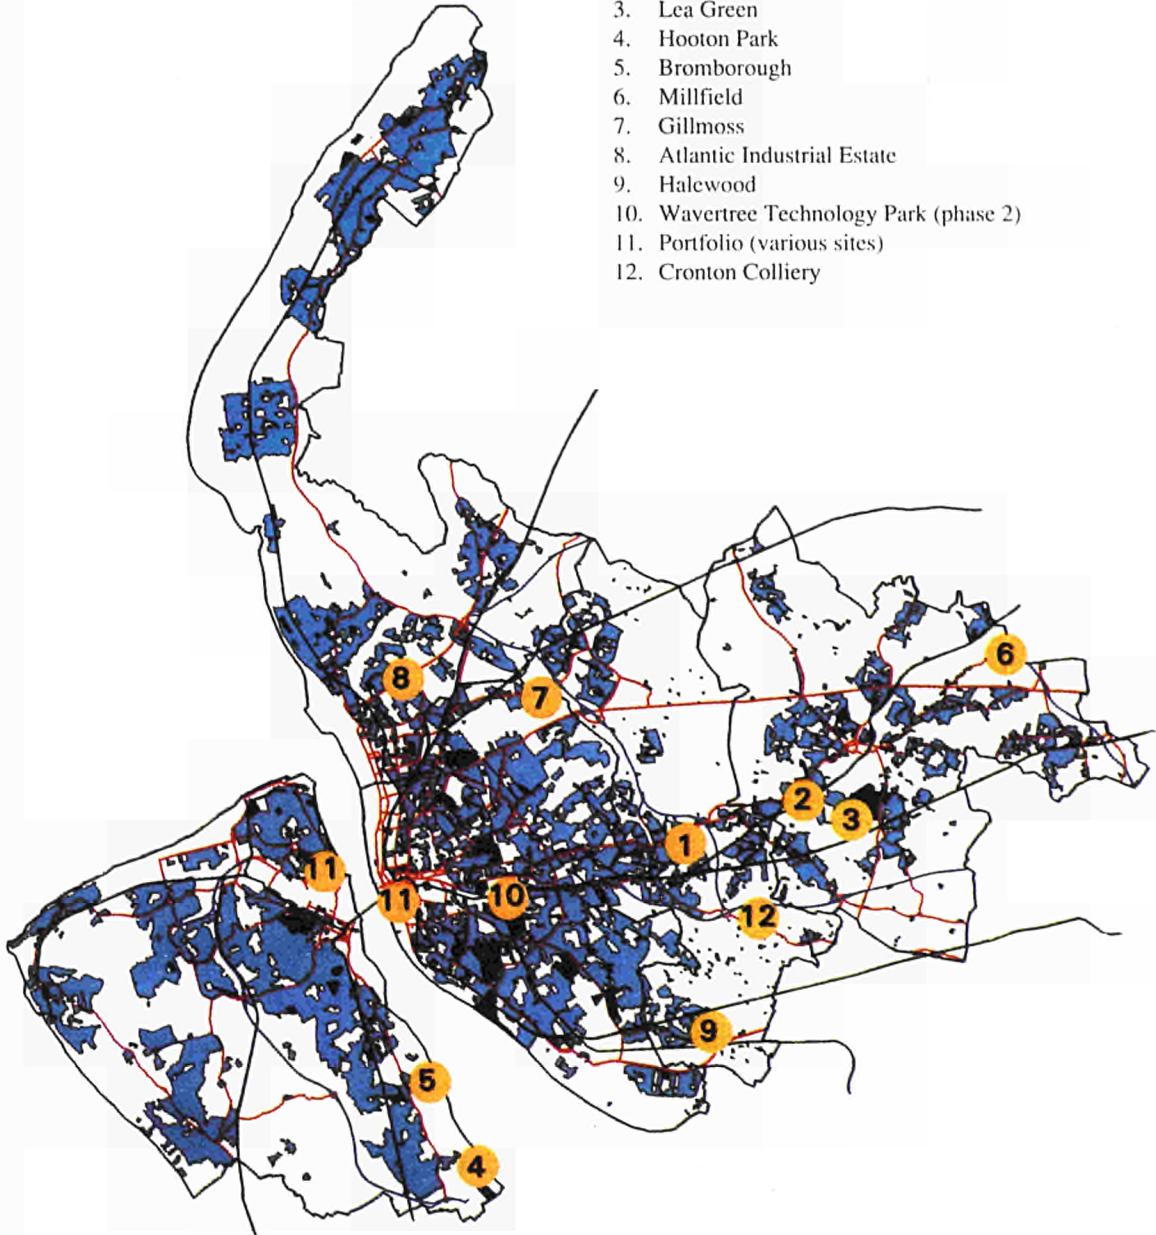 3. Lea Green
4. Hooton Park
5. Bromborough
6. Millfield
7. Gillmoss
8. Atlantic Industrial Estate
9. Halewood
10. Wavertree Technology Park (phase 2)
11. Portfolio (various sites)
12. Cronton Colliery
6
8
7
2
3
1
11
11
10
12
9
5
4